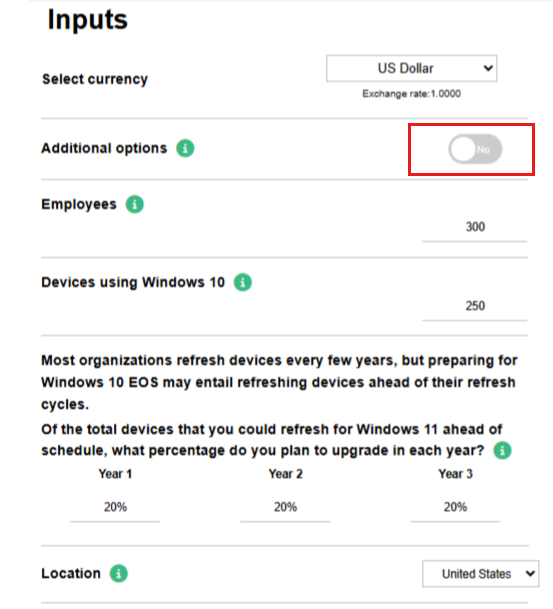 Inputs
Select currency
US Dollar
Exchange rate:1.0000
Additional options
No
Employees
300
Devices using Windows 10
250
Most organizations refresh devices every few years, but preparing for
Windows 10 EOS may entail refreshing devices ahead of their refresh
cycles.
Of the total devices that you could refresh for Windows 11 ahead of
schedule, what percentage do you plan to upgrade in each year?
Year 1 Year 2 Year 3
20% 20% 20%
Location
United States